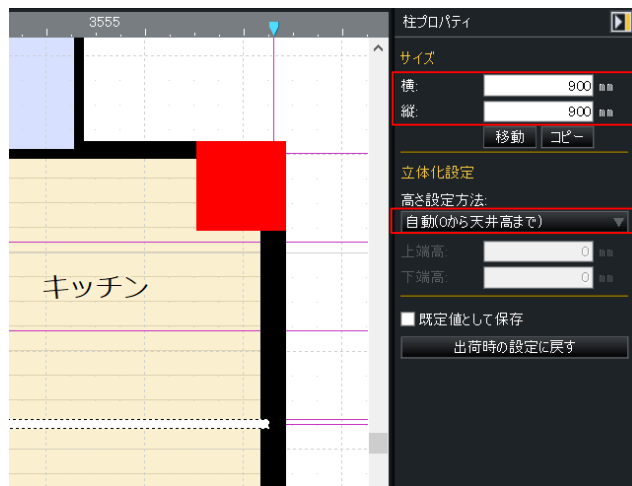 3555
キッチン
柱プロパティ
サイズ
横: 900 mm
縦: 900 mm
移動 コピー
立体化設定
高さ設定方法:
自動(0から天井高まで)
上端高: 0 mm
下端高: 0 mm
既定値として保存
出荷時の設定に戻す